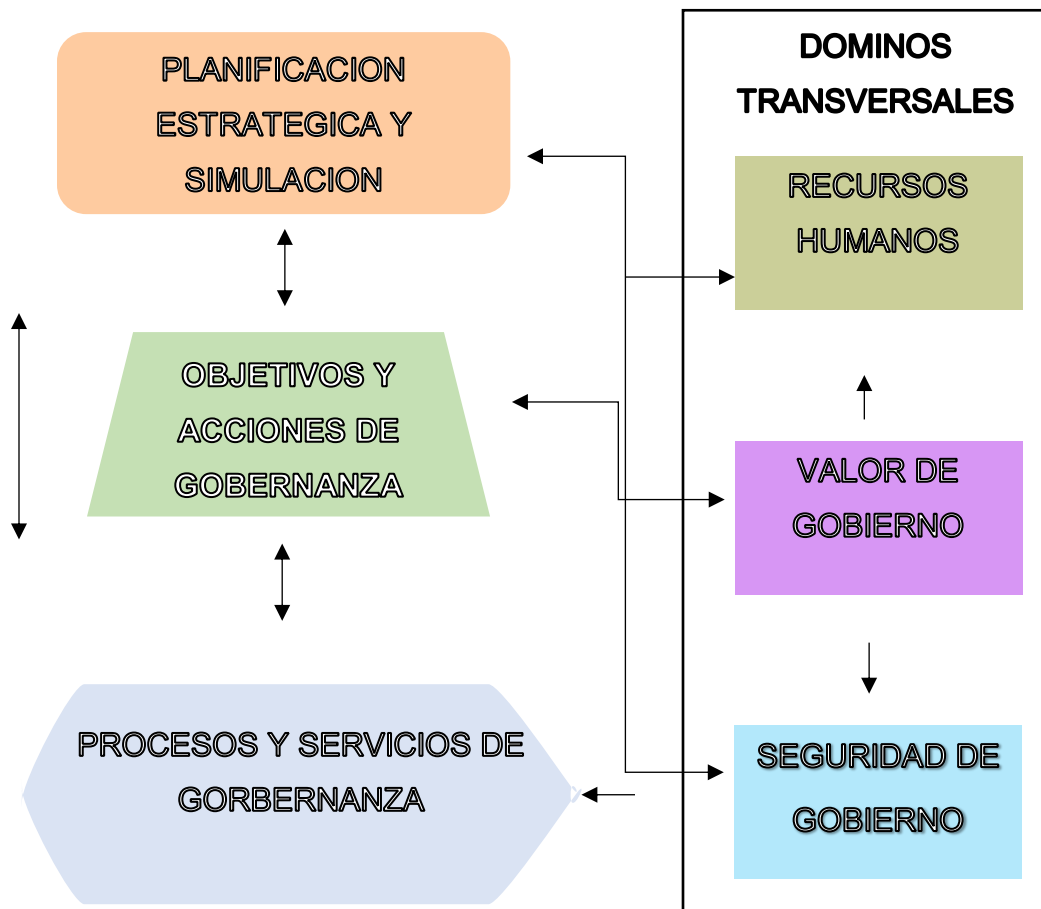 PLANIFICACION
ESTRATEGICA Y
SIMULACION
OBJETIVOS Y
ACCIONES DE
GOBERNANZA
PROCESOS Y SERVICIOS DE
GORBERNANZA
DOMINOS
TRANSVERSALES
RECURSOS
HUMANOS
VALOR DE
GOBIERNO
SEGURIDAD DE
GOBIERNO